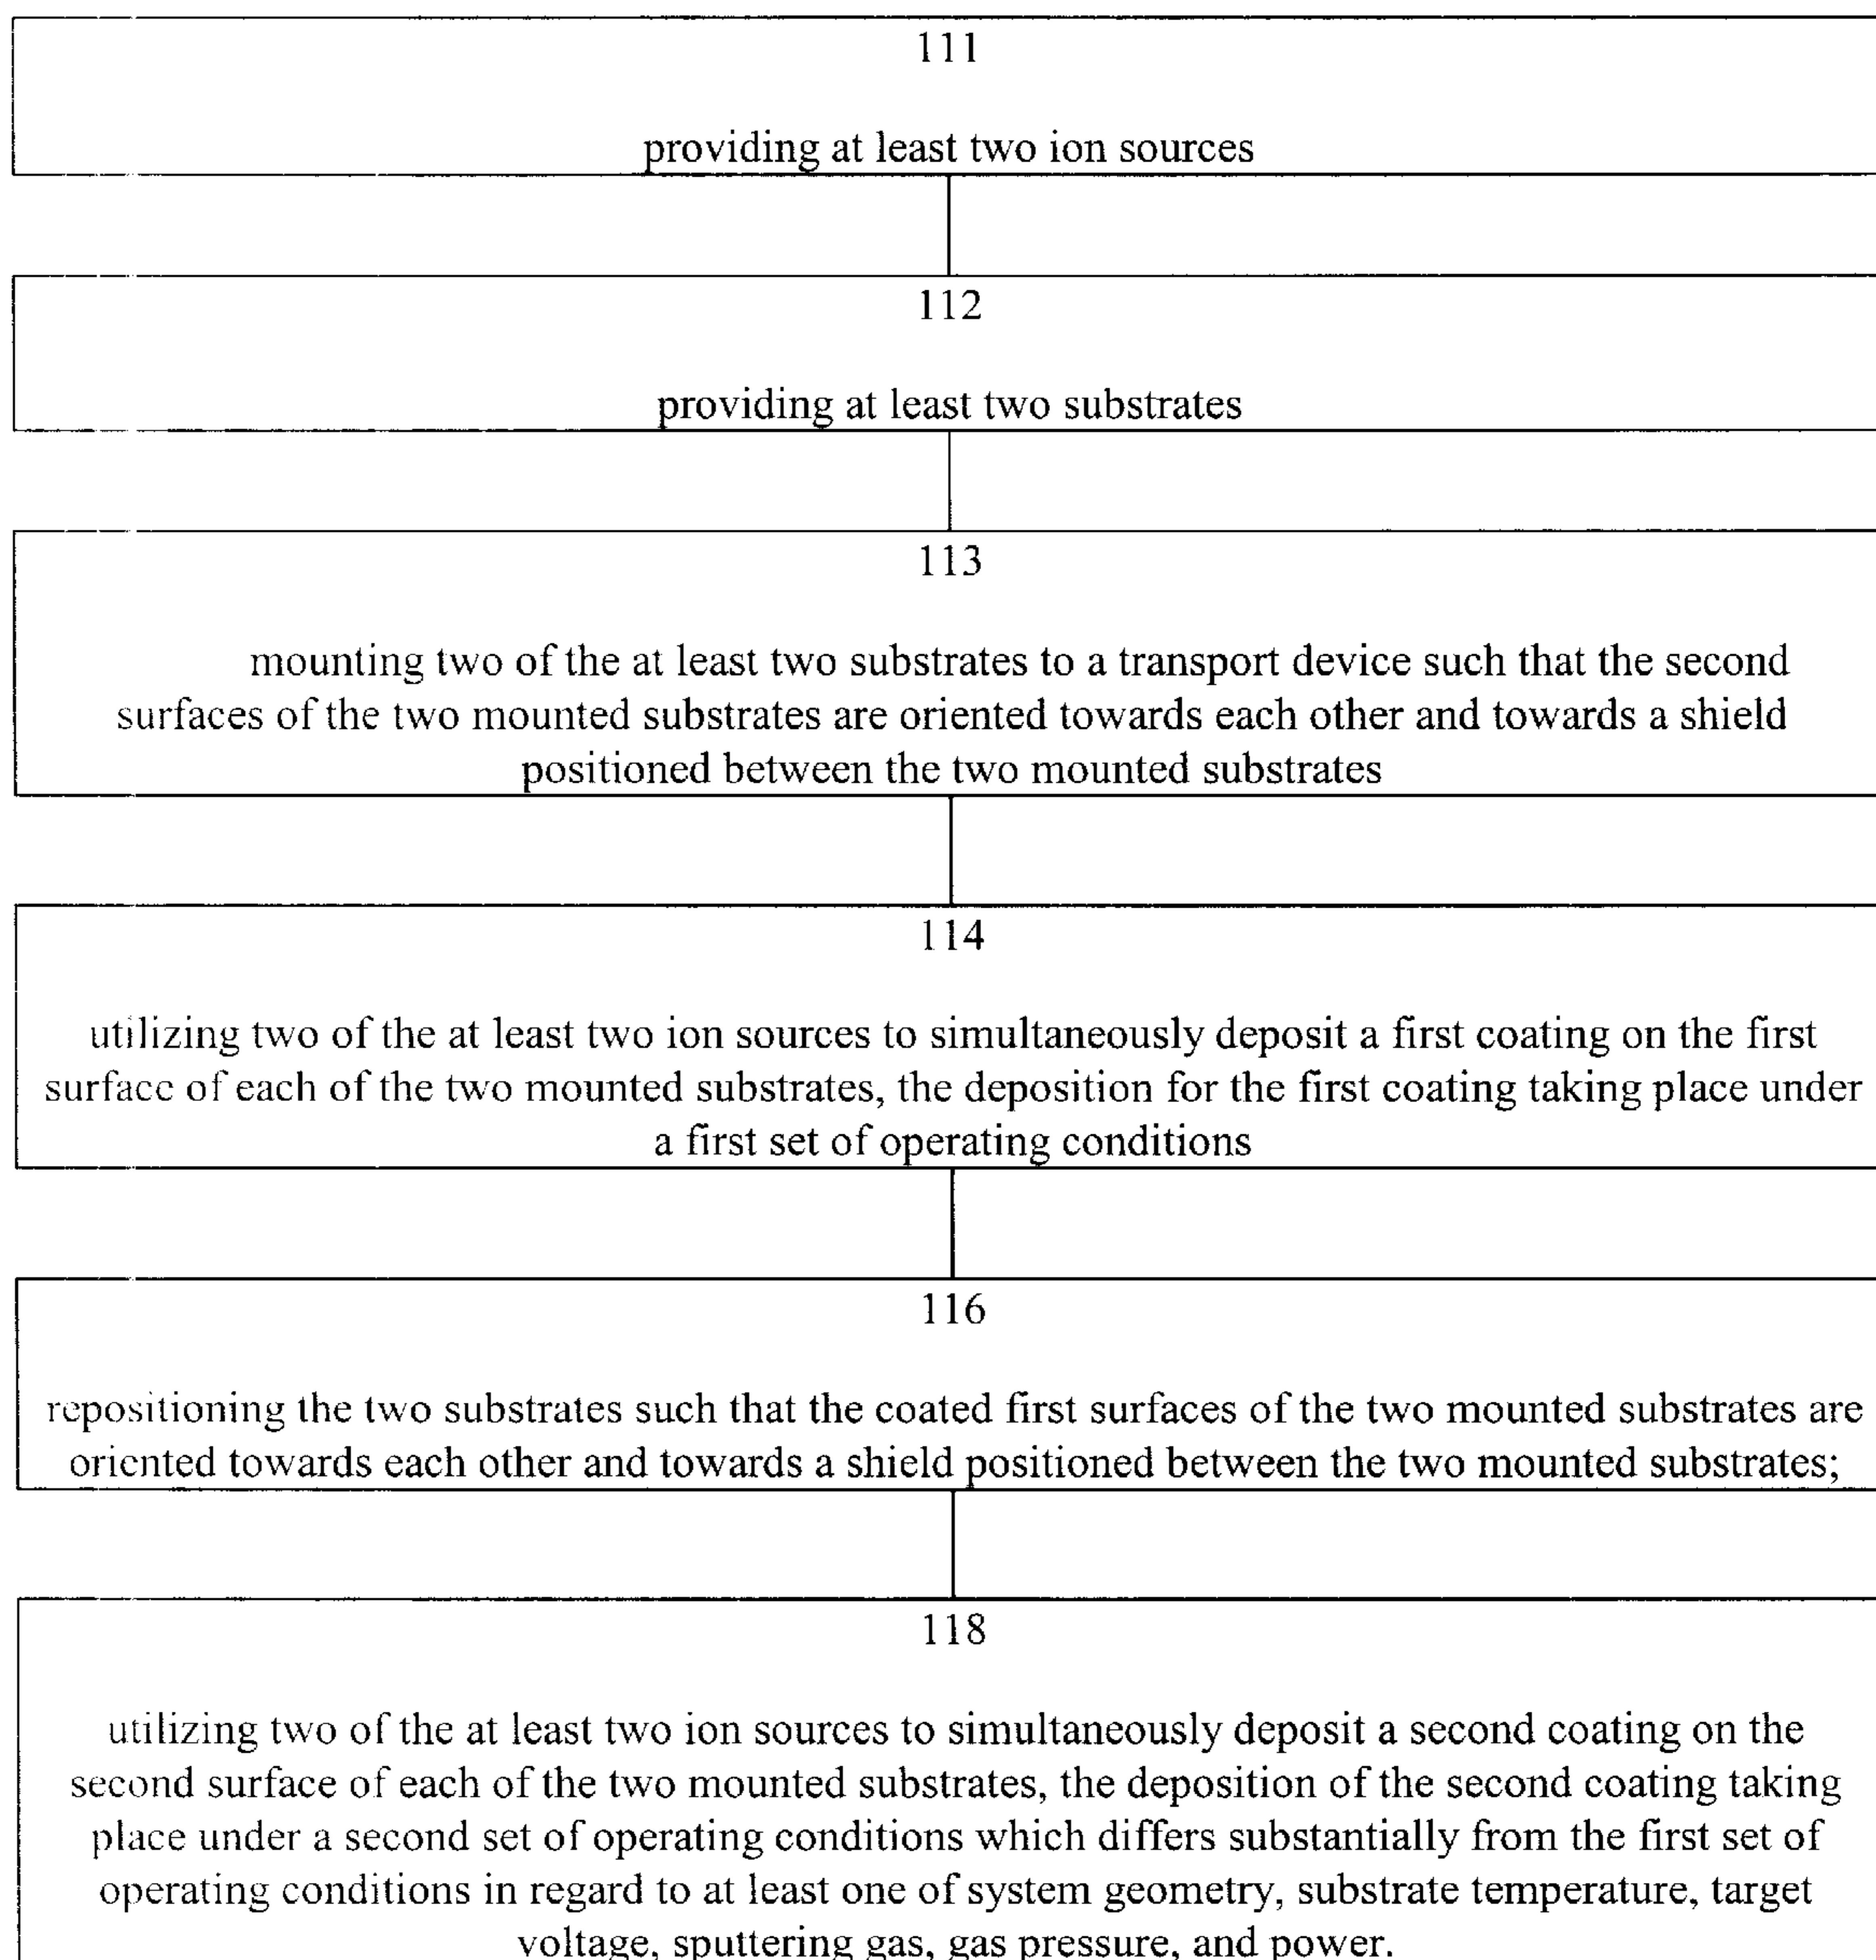 111
providing at least two ion sources
112
providing at least two substrates
113
mounting two of the at least two substrates to a transport device such that the second
surfaces of the two mounted substrates are oriented towards each other and towards a shield
positioned between the two mounted substrates
114
utilizing two of the at least two ion sources to simultaneously deposit a first coating on the first
surface of each of the two mounted substrates, the deposition for the first coating taking place under
a first set of operating conditions
116
repositioning the two substrates such that the coated first surfaces of the two mounted substrates are
oriented towards each other and towards a shield positioned between the two mounted substrates;
118
utilizing two of the at least two ion sources to simultaneously deposit a second coating on the
second surface of each of the two mounted substrates, the deposition of the second coating taking
place under a second set of operating conditions which differs substantially from the first set of
operating conditions in regard to at least one of system geometry, substrate temperature, target
voltage, sputtering gas, gas pressure, and power.